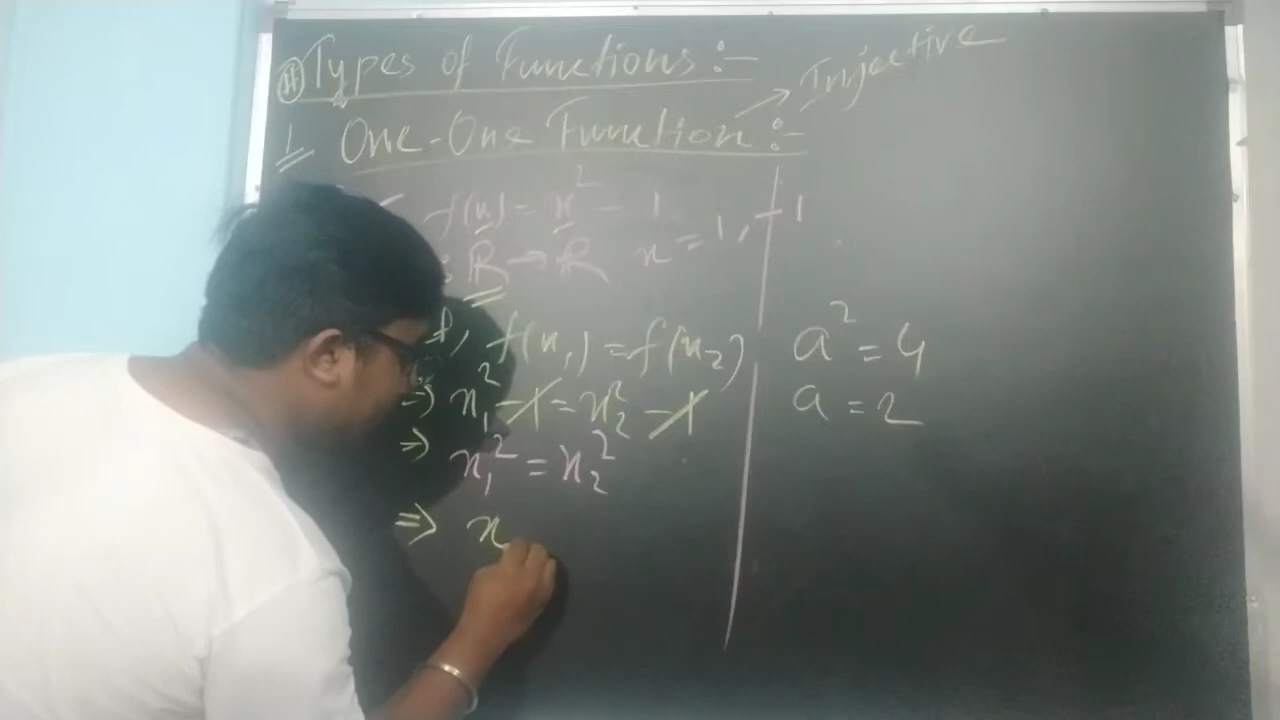 (#) Types of Functions :-
1. One-One Function :- → Injective
f(x) = x² - 1
: R → R x = 1, -1
f, f(x₁) = f(x₂)
⇒ x₁² - 1 = x₂² - 1
⇒ x₁² = x₂²
⇒ x
a² = 4
a = 2